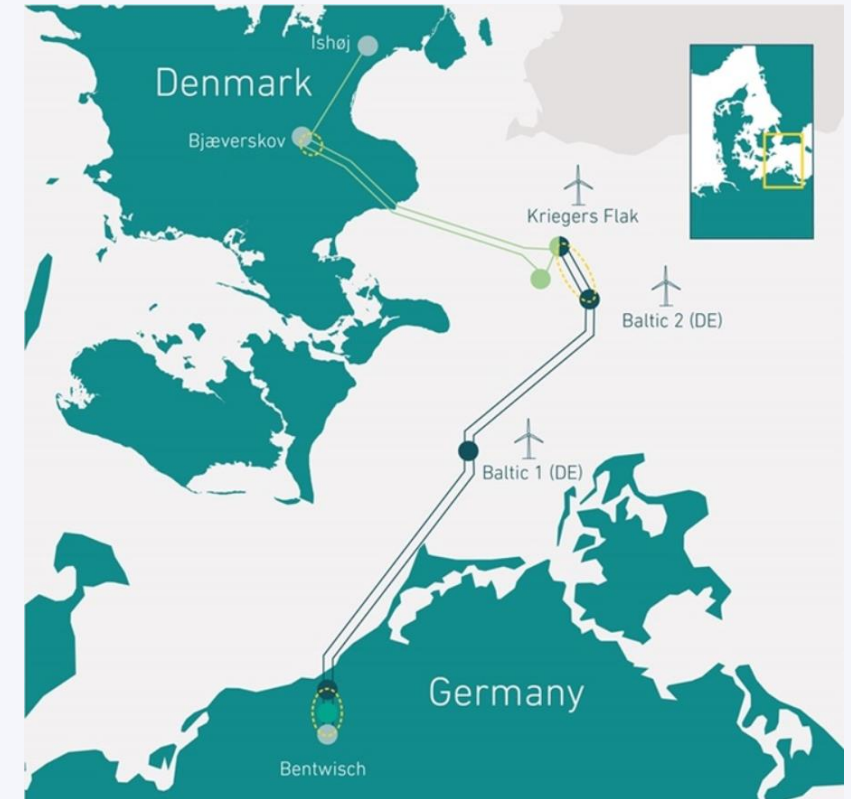 Ishøj
Denmark
Bjæverskov
Kriegers Flak
Baltic 2 (DE)
Baltic 1 (DE)
Germany
Bentwisch